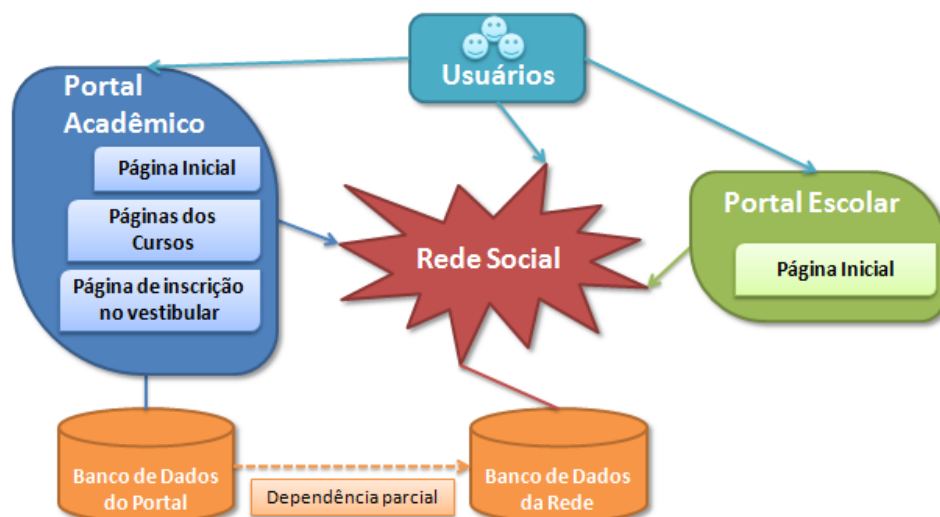 Usuários
Portal
Acadêmico
Página Inicial
Páginas dos
Cursos
Página de inscrição
no vestibular
Rede Social
Portal Escolar
Página Inicial
Banco de Dados
do Portal
Dependência parcial
Banco de Dados
da Rede